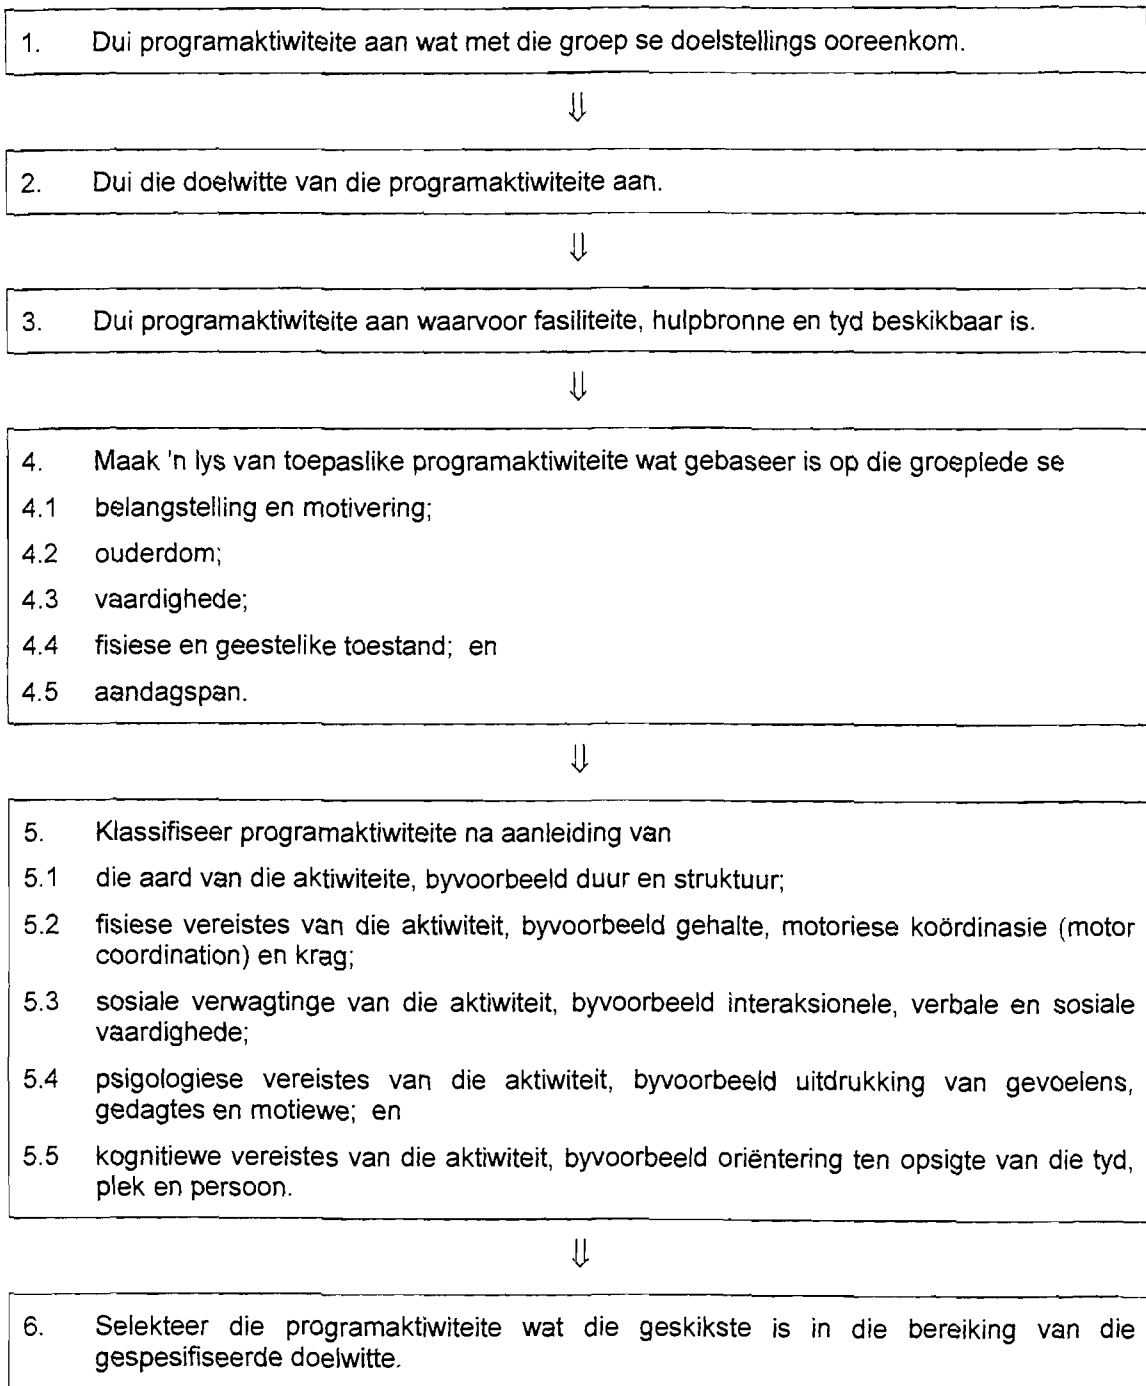 1. Dui programaktiwiteite aan wat met die groep se doelstellings ooreenkom.
⇓
2. Dui die doelwitte van die programaktiwiteite aan.
⇓
3. Dui programaktiwiteite aan waarvoor fasiliteite, hulpbronne en tyd beskikbaar is.
⇓
4. Maak 'n lys van toepaslike programaktiwiteite wat gebaseer is op die groeplede se
4.1 belangstelling en motivering;
4.2 ouderdom;
4.3 vaardighede;
4.4 fisiese en geestelike toestand; en
4.5 aandagspan.
⇓
5. Klassifiseer programaktiwiteite na aanleiding van
5.1 die aard van die aktiwiteite, byvoorbeeld duur en struktuur;
5.2 fisiese vereistes van die aktiwiteit, byvoorbeeld gehalte, motoriese koördinasie (motor
coordination) en krag;
5.3 sosiale verwagtinge van die aktiwiteit, byvoorbeeld interaksionele, verbale en sosiale
vaardighede;
5.4 psigologiese vereistes van die aktiwiteit, byvoorbeeld uitdrukking van gevoelens,
gedagtes en motiewe; en
5.5 kognitiewe vereistes van die aktiwiteit, byvoorbeeld oriëntering ten opsigte van die tyd,
plek en persoon.
⇓
6. Selekteer die programaktiwiteite wat die geskikste is in die bereiking van die
gespesifiseerde doelwitte.